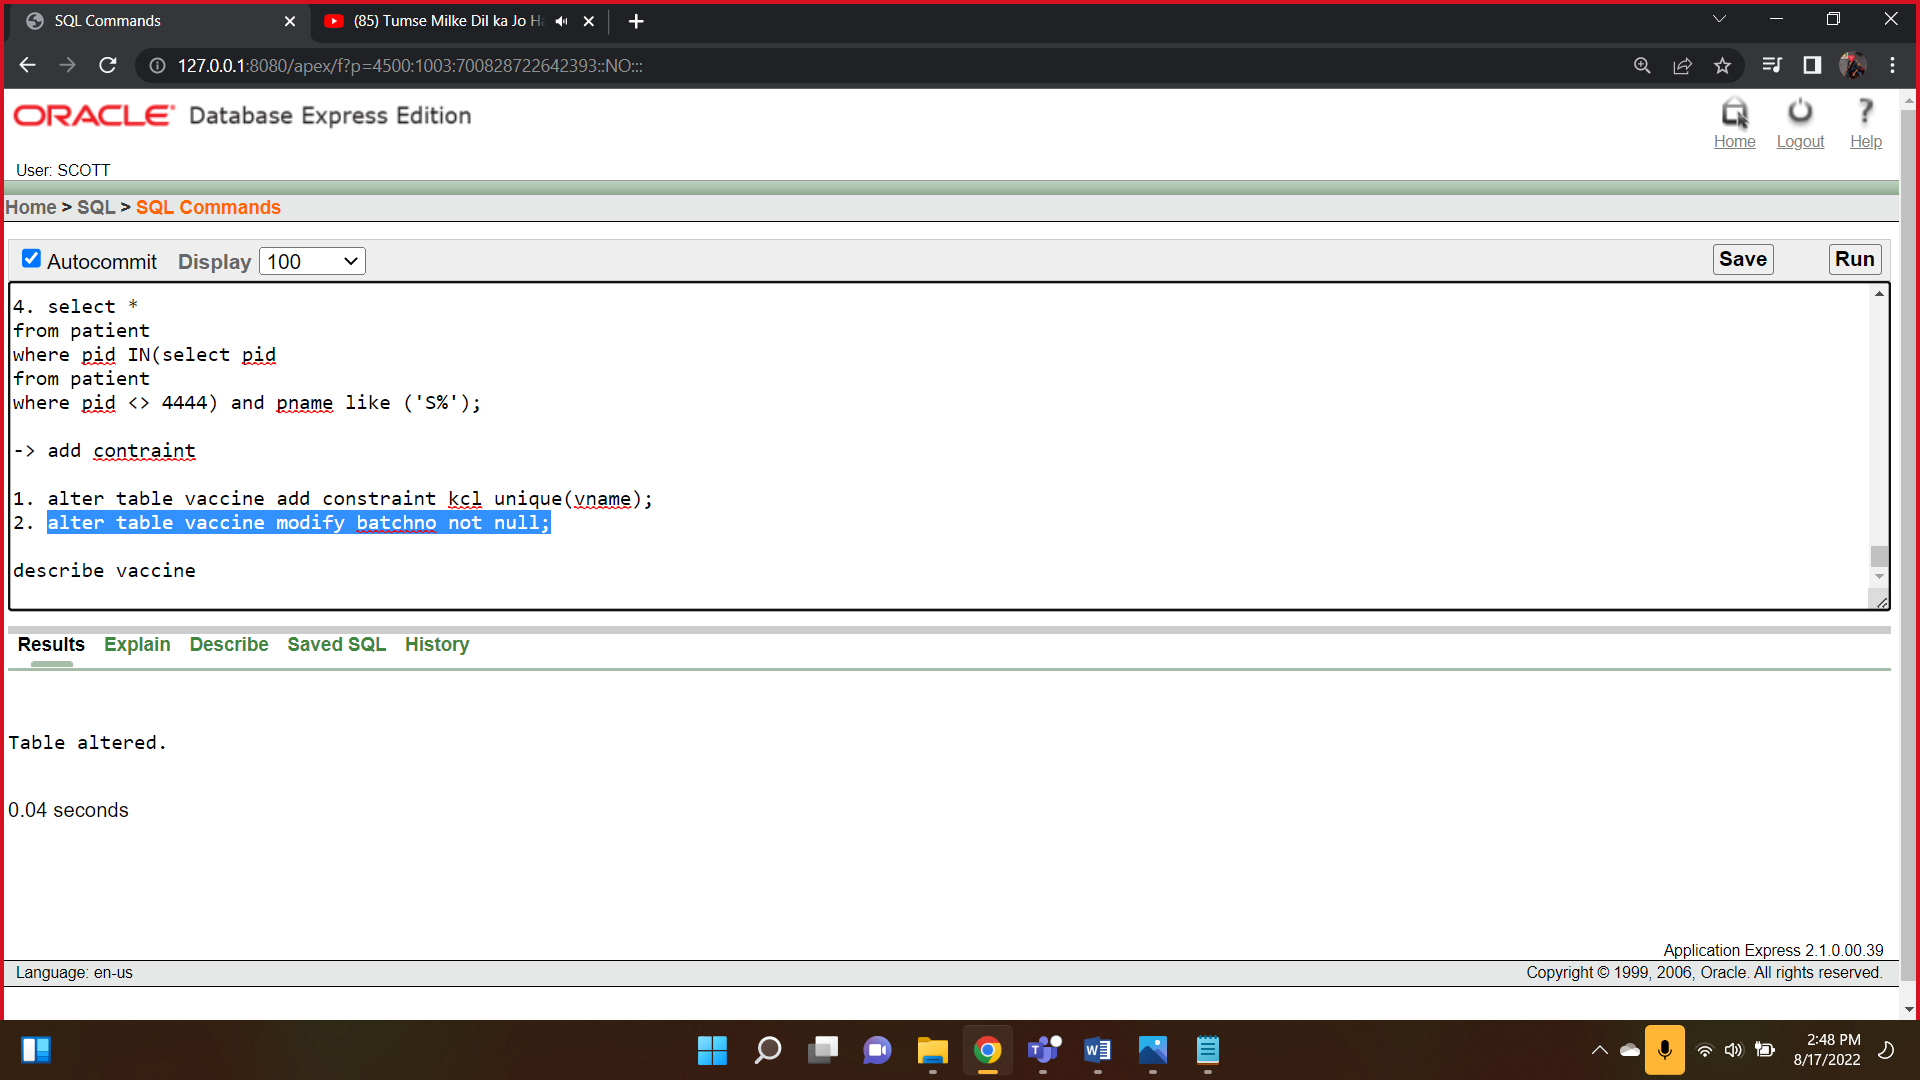 SQL Commands
(85) Tumse Milke Dil ka Jo Ha
127.0.0.1:8080/apex/f?p=4500:1003:700828722642393::NO:::
ORACLE Database Express Edition
Home Logout Help
User: SCOTT
Home > SQL > SQL Commands
Autocommit Display 100 Save Run
4. select *
from patient
where pid IN(select pid
from patient
where pid <> 4444) and pname like ('S%');
-> add contraint
1. alter table vaccine add constraint kcl unique(vname);
2. alter table vaccine modify batchno not null;
describe vaccine
Results Explain Describe Saved SQL History
Table altered.
0.04 seconds
Application Express 2.1.0.00.39
Language: en-us Copyright © 1999, 2006, Oracle. All rights reserved.
2:48 PM
8/17/2022